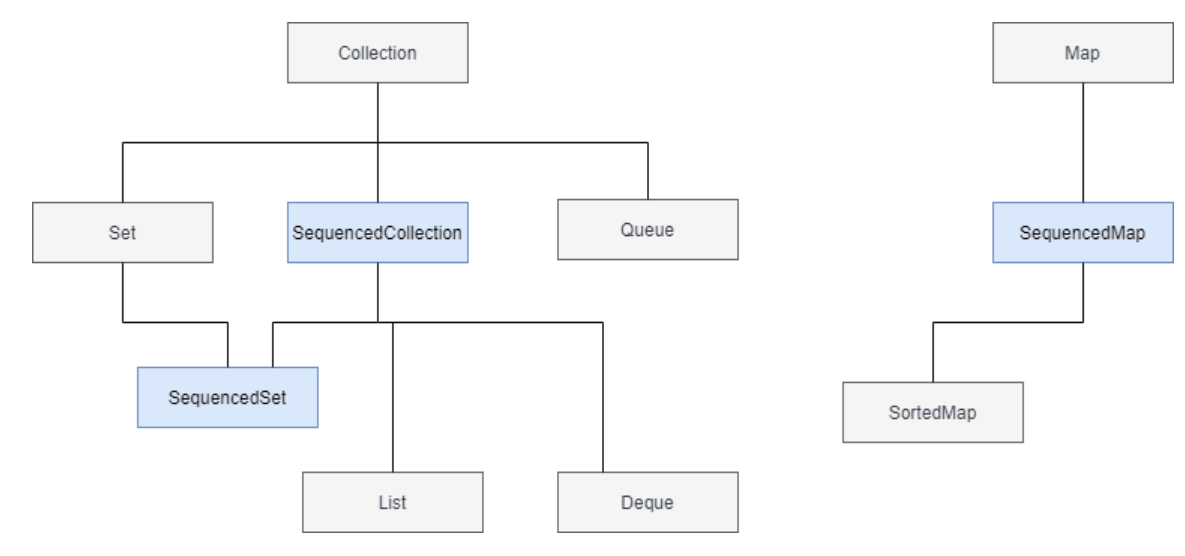 Collection
Map
Set
SequencedCollection
Queue
SequencedMap
SequencedSet
SortedMap
List
Deque